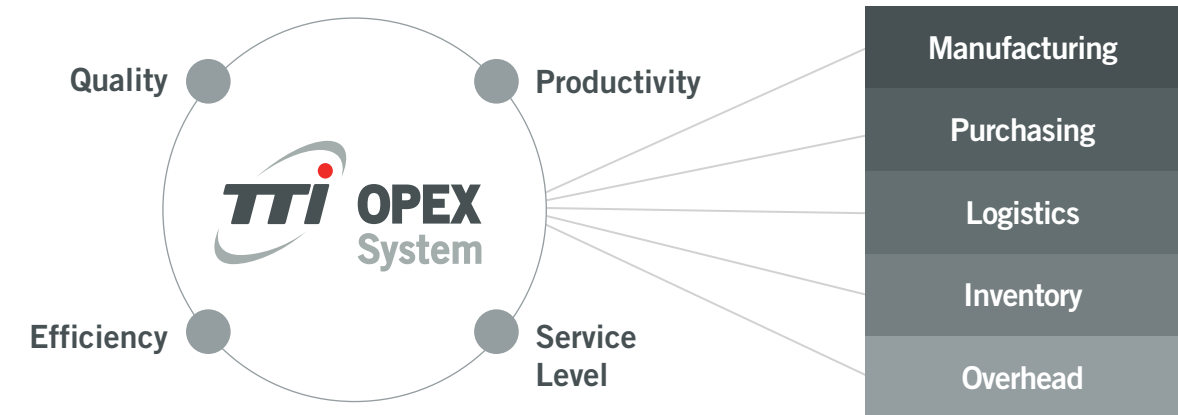 Quality
Productivity
TTi OPEX
System
Efficiency
Service
Level
Manufacturing
Purchasing
Logistics
Inventory
Overhead